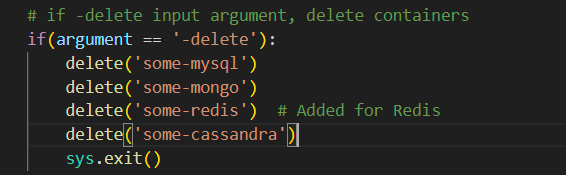 # if -delete input argument, delete containers
if(argument == '-delete'):
delete('some-mysql')
delete('some-mongo')
delete('some-redis')  # Added for Redis
delete('some-cassandra')
sys.exit()